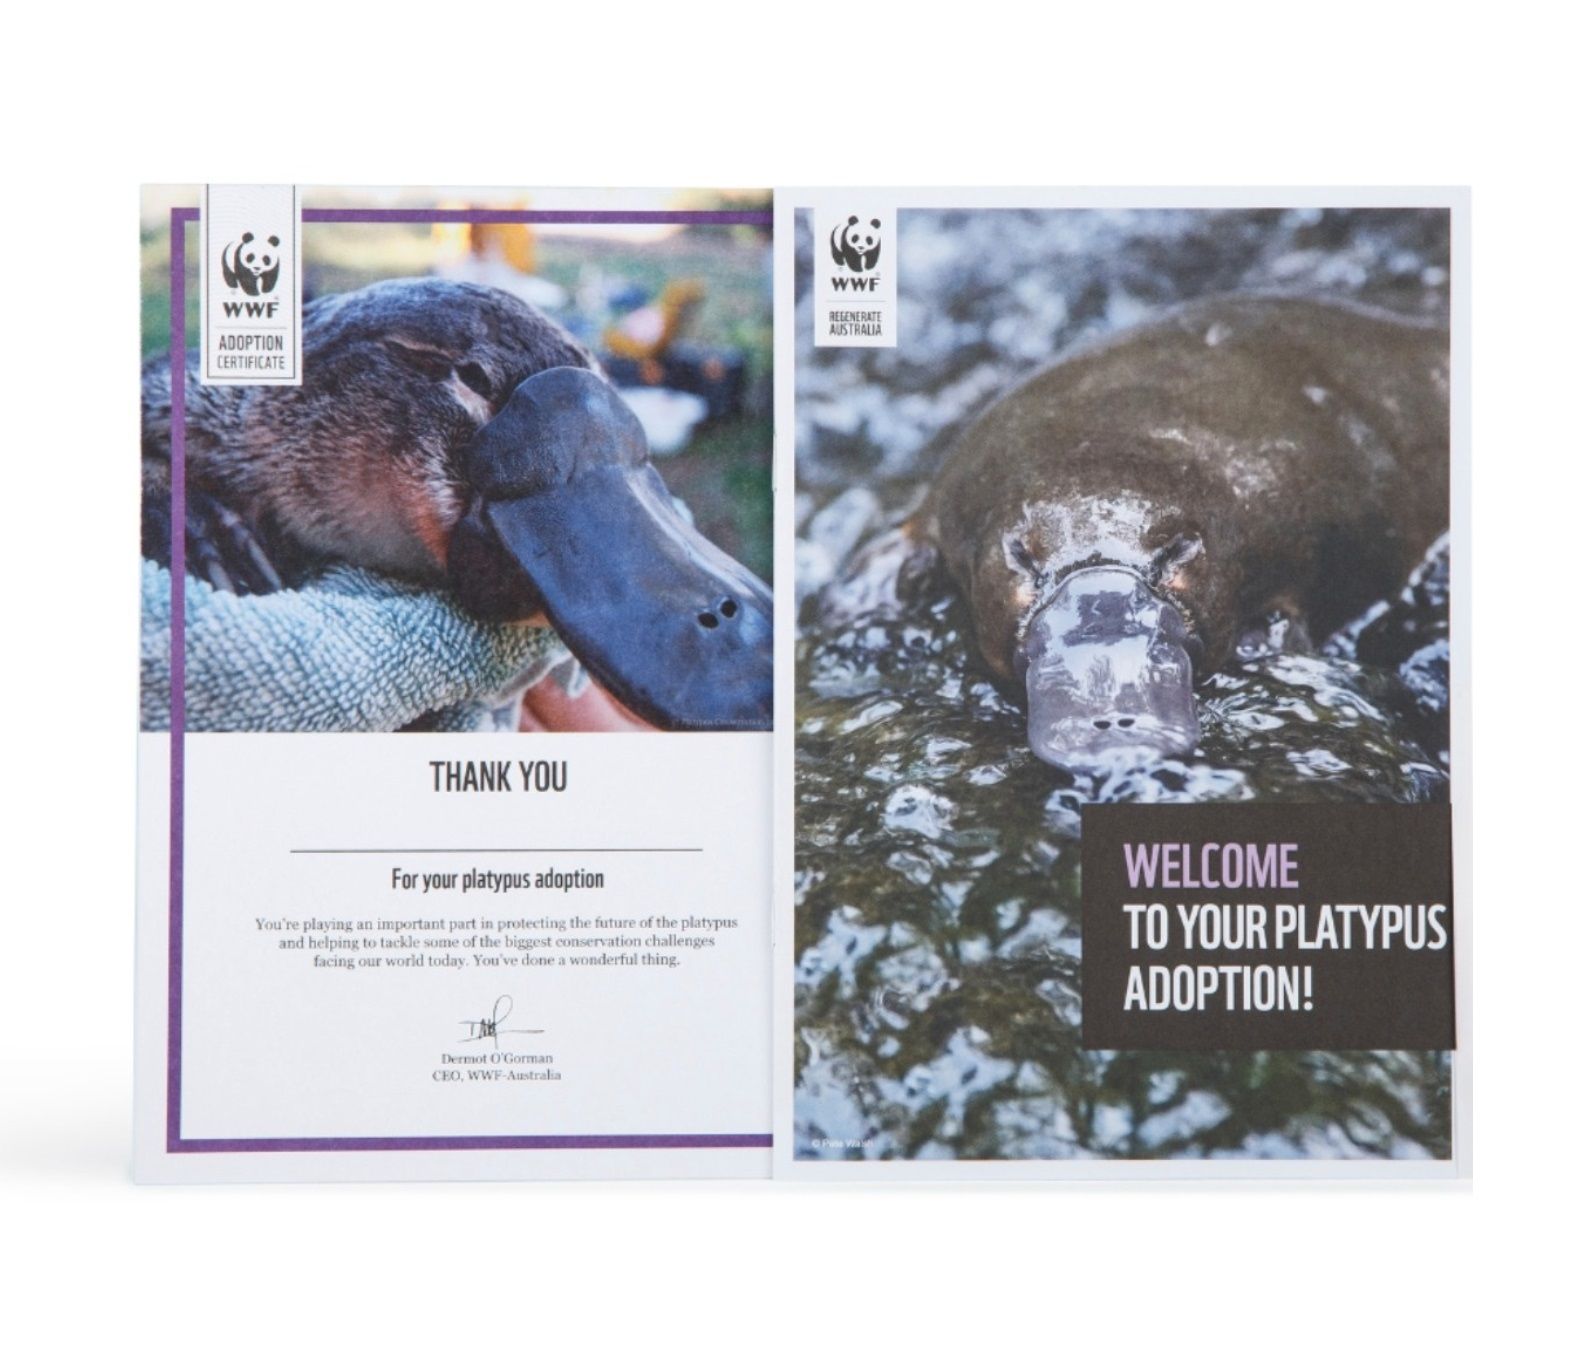 WWF
ADOPTION
CERTIFICATE
THANK YOU
For your platypus adoption
You're playing an important part in protecting the future of the platypus
and helping to tackle some of the biggest conservation challenges
facing our world today. You've done a wonderful thing.
Dermot O'Gorman
CEO, WWF-Australia
WWF
REGENERATE
AUSTRALIA
WELCOME
TO YOUR PLATYPUS
ADOPTION!
© Pete Walsh